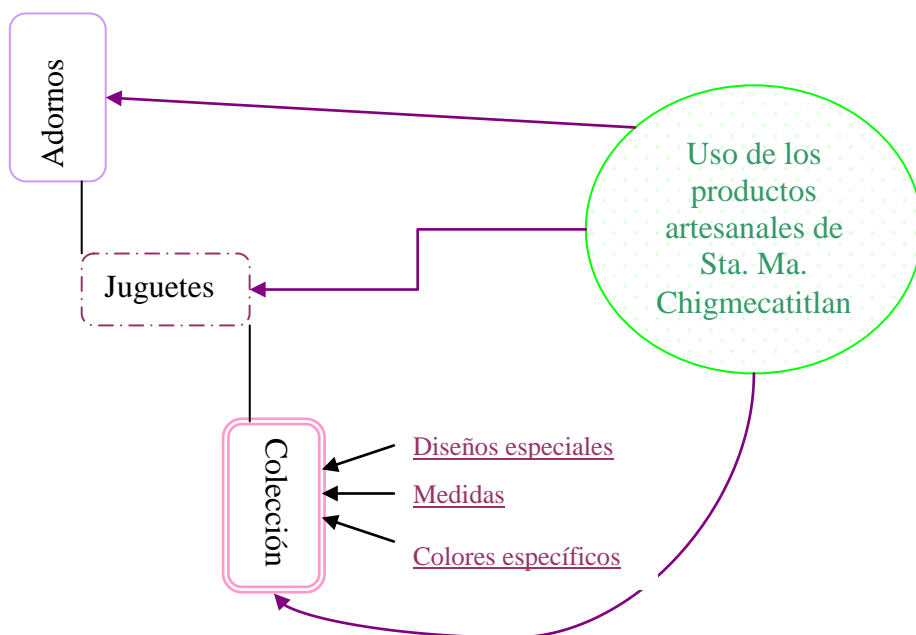 Adornos
Uso de los
productos
artesanales de
Sta. Ma.
Chigmecatitlan
Juguetes
Colección
Diseños especiales
Medidas
Colores específicos